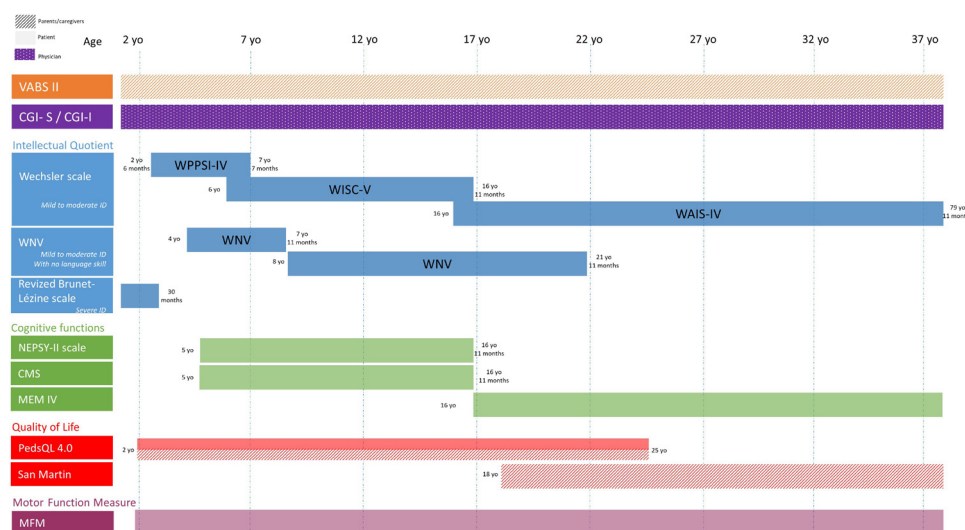 Parents/caregivers
Patient
Physician
Age 2 yo 7 yo 12 yo 17 yo 22 yo 27 yo 32 yo 37 yo
VABS II
CGI- S / CGI-I
Intellectual Quotient
Wechsler scale
Mild to moderate ID
2 yo
6 months
WPPSI-IV
7 yo
7 months
6 yo
WISC-V
16 yo
11 months
16 yo
WAIS-IV
79 yo
11 mont
WNV
Mild to moderate ID
With no language skill
4 yo
WNV
7 yo
11 months
8 yo
WNV
21 yo
11 months
Revized Brunet-
Lézine scale
Severe ID
30
months
Cognitive functions
NEPSY-II scale
5 yo
16 yo
11 months
CMS
5 yo
16 yo
11 months
MEM IV
16 yo
Quality of Life
PedsQL 4.0
2 yo
25 yo
San Martin
18 yo
Motor Function Measure
MFM